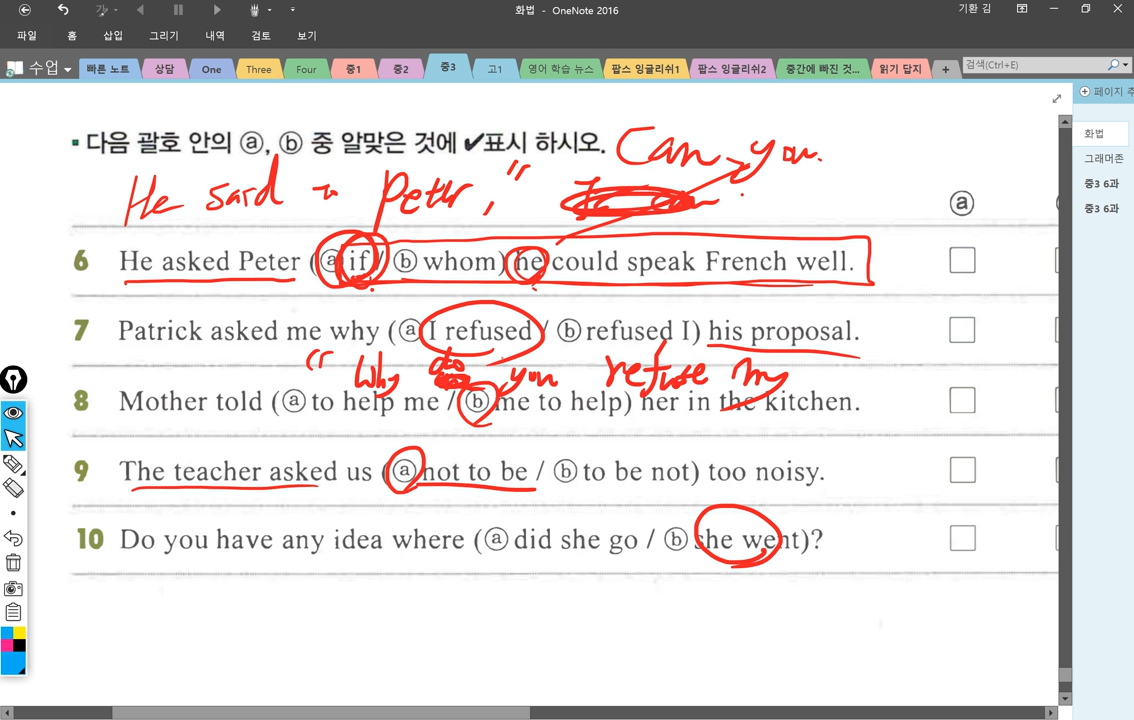 화법 - OneNote 2016
기환 김
파일 홈 삽입 그리기 내역 검토 보기
수업 빠른 노트 상담 One Three Four 중1 중2 중3 고1 영어 학습 뉴스 팝스 잉글리쉬1 팝스 잉글리쉬2 중간에 빠진 것... 읽기 답지 + 검색(Ctrl+E)
페이지 추
화법
그래머존
중3 6과
중3 6과
▪ 다음 괄호 안의 ⓐ, ⓑ 중 알맞은 것에 ✔표시 하시오. Can you.
He said to Peter, "
ⓐ
6 He asked Peter (ⓐ if / ⓑ whom) he could speak French well.
7 Patrick asked me why (ⓐ I refused / ⓑ refused I) his proposal.
" Why do you refuse my
8 Mother told (ⓐ to help me / ⓑ me to help) her in the kitchen.
9 The teacher asked us (ⓐ not to be / ⓑ to be not) too noisy.
10 Do you have any idea where (ⓐ did she go / ⓑ she went)?